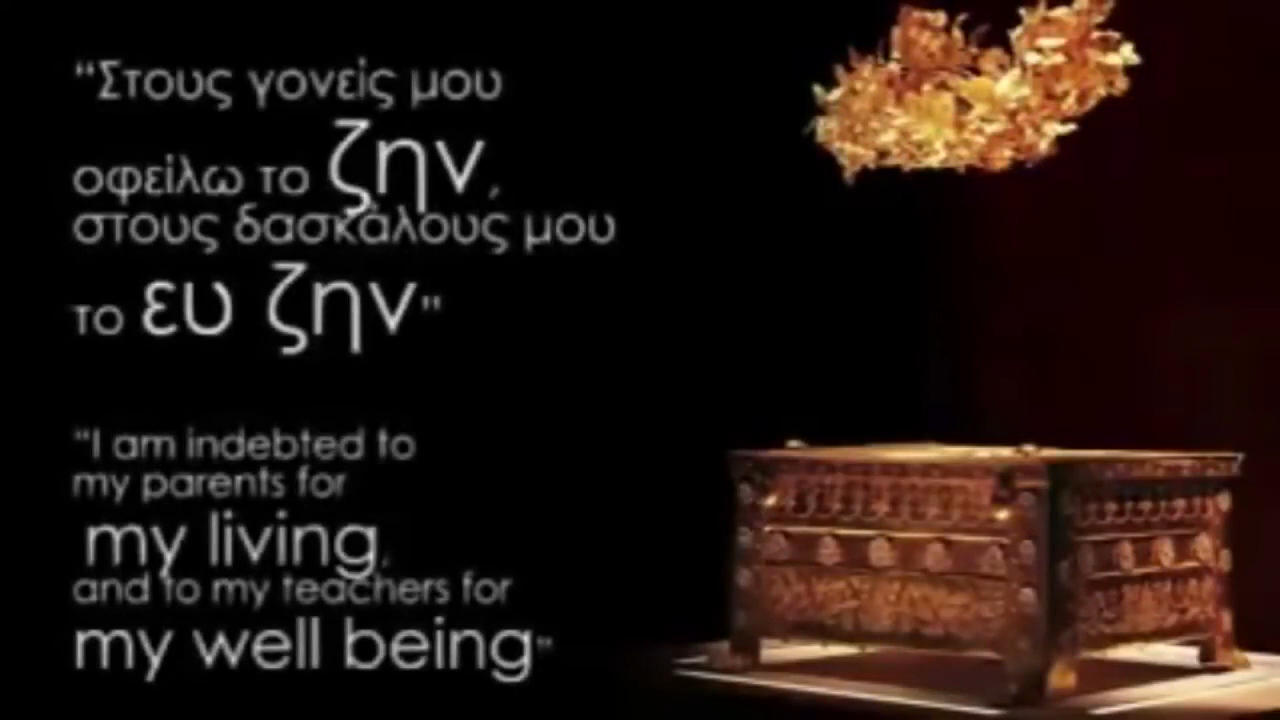 "Στους γονείς μου
οφείλω το ζην,
στους δασκάλους μου
το ευ ζην"
"I am indebted to
my parents for
my living,
and to my teachers for
my well being"